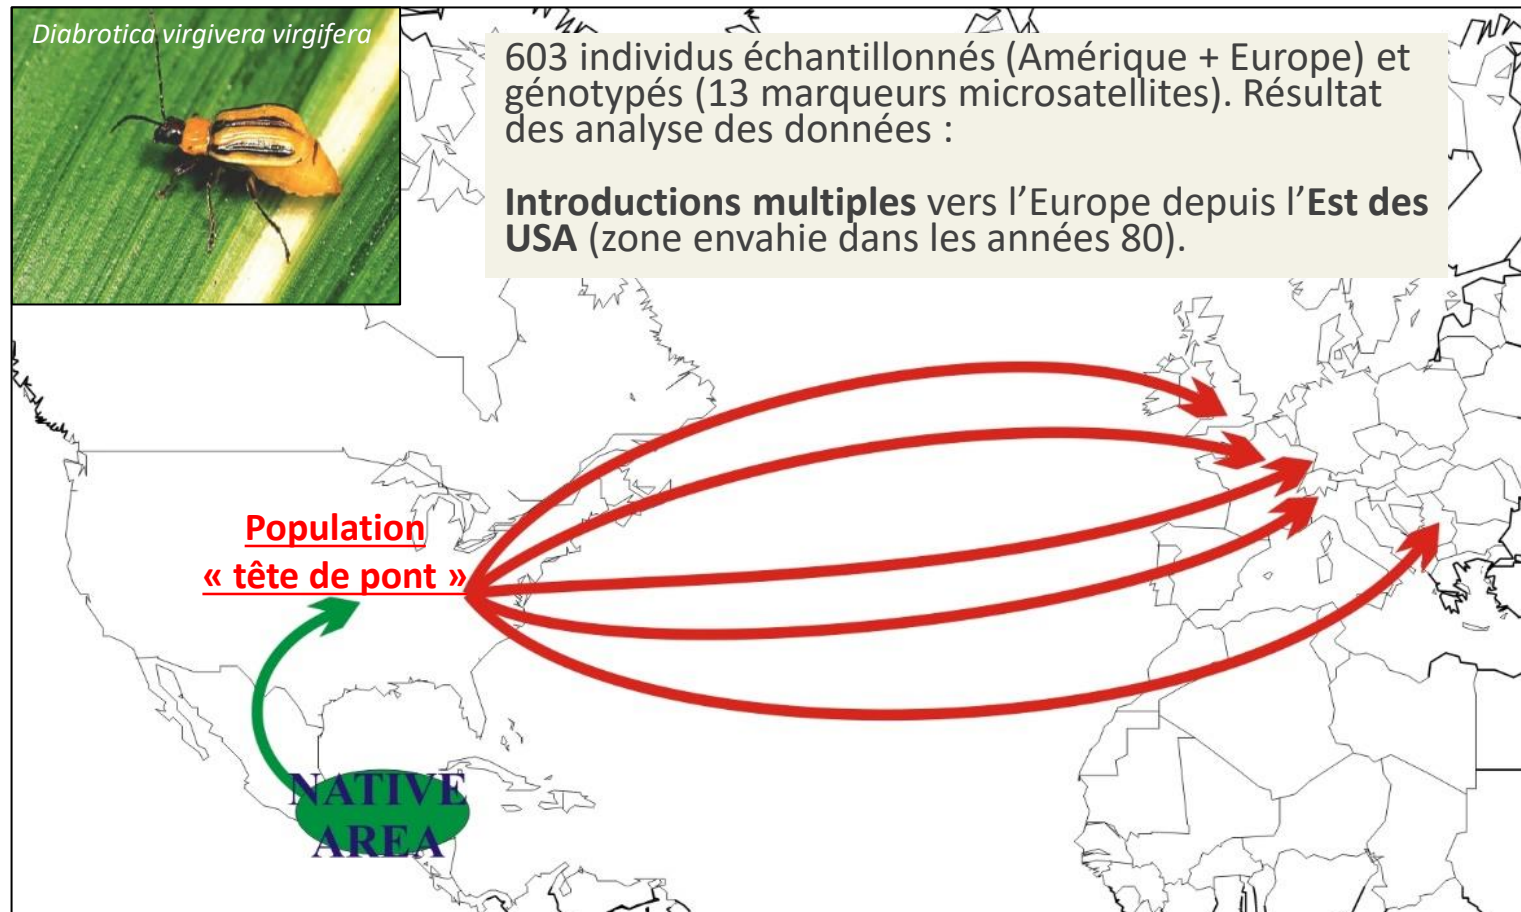 Diabrotica virgivera virgifera
603 individus échantillonnés (Amérique + Europe) et
génotypés (13 marqueurs microsatellites). Résultat
des analyse des données :
Introductions multiples vers l’Europe depuis l’Est des
USA (zone envahie dans les années 80).
Population
« tête de pont »
NATIVE
AREA